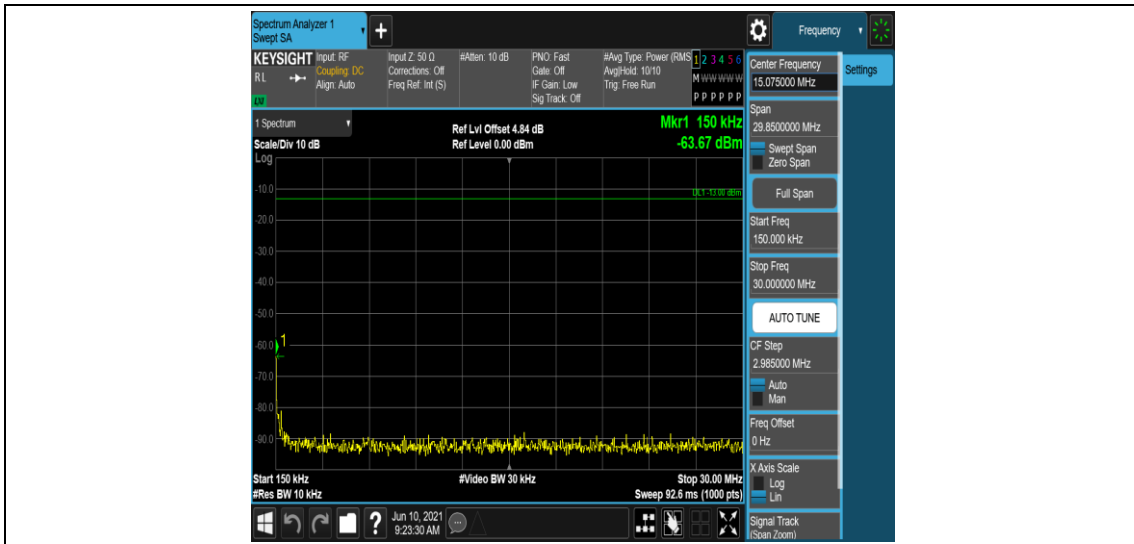 Spectrum Analyzer 1
Swept SA
Frequency
KEYSIGHT
RL
LXI
Input: RF
Coupling: DC
Align: Auto
Input Z: 50 Ω
Corrections: Off
Freq Ref: Int (S)
#Atten: 10 dB
PNO: Fast
Gate: Off
IF Gain: Low
Sig Track: Off
#Avg Type: Power (RMS
Avg|Hold: 10/10
Trig: Free Run
1 2 3 4 5 6
M W W W W W
P P P P P P
1 Spectrum
Scale/Div 10 dB
Log
Ref Lvl Offset 4.84 dB
Ref Level 0.00 dBm
Mkr1 150 kHz
-63.67 dBm
DL1 -13.00 dBm
-10.0
-20.0
-30.0
-40.0
-50.0
-60.0
1
-70.0
-80.0
-90.0
Start 150 kHz
#Res BW 10 kHz
#Video BW 30 kHz
Stop 30.00 MHz
Sweep 92.6 ms (1000 pts)
Jun 10, 2021
9:23:30 AM
Settings
Center Frequency
15.075000 MHz
Span
29.8500000 MHz
Swept Span
Zero Span
Full Span
Start Freq
150.000 kHz
Stop Freq
30.000000 MHz
AUTO TUNE
CF Step
2.985000 MHz
Auto
Man
Freq Offset
0 Hz
X Axis Scale
Log
Lin
Signal Track
(Span Zoom)